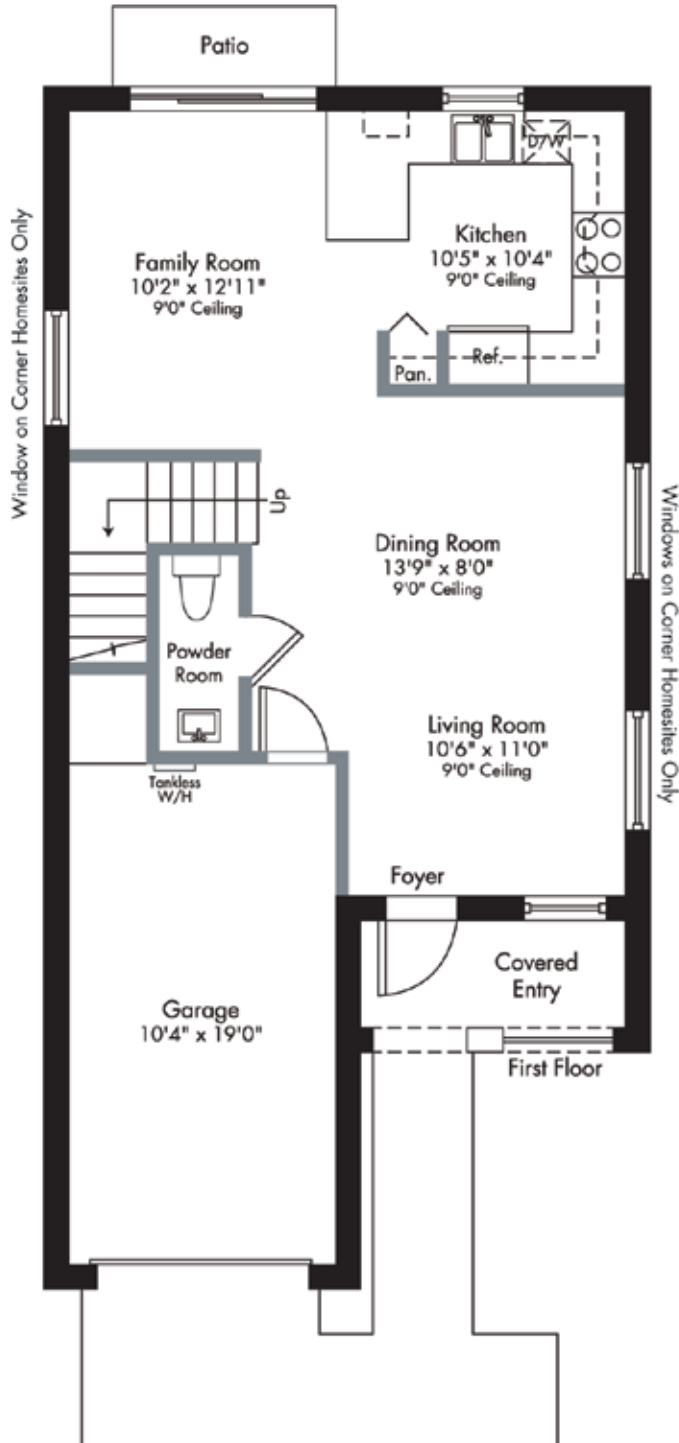 Patio
Window on Corner Homesites Only
Family Room
10'2" x 12'11"
9'0" Ceiling
D/W
Kitchen
10'5" x 10'4"
9'0" Ceiling
Pan.
Ref.
Up
Dining Room
13'9" x 8'0"
9'0" Ceiling
Windows on Corner Homesites Only
Powder
Room
Living Room
10'6" x 11'0"
9'0" Ceiling
Tankless
W/H
Foyer
Covered
Entry
Garage
10'4" x 19'0"
First Floor